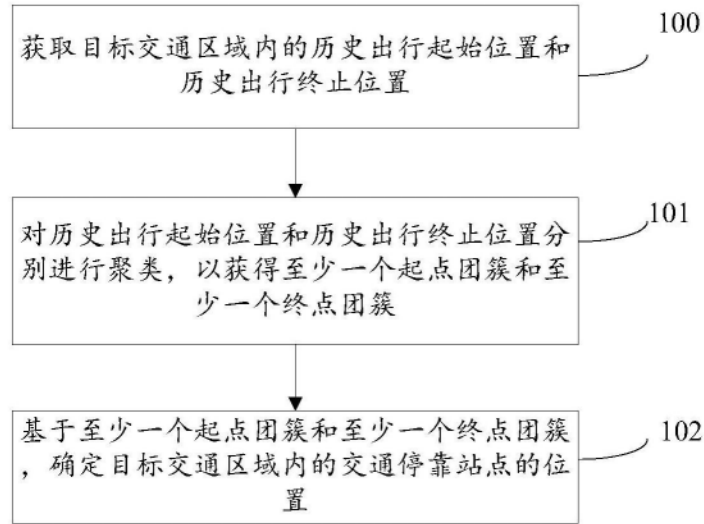 获取目标交通区域内的历史出行起始位置和
历史出行终止位置
100
对历史出行起始位置和历史出行终止位置分
别进行聚类，以获得至少一个起点团簇和至
少一个终点团簇
101
基于至少一个起点团簇和至少一个终点团簇
，确定目标交通区域内的交通停靠站点的位
置
102